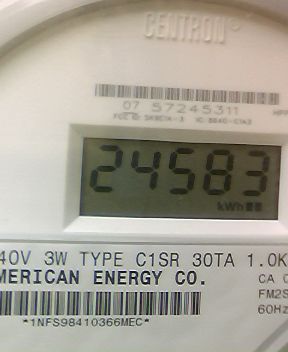 CENTRON®
07 57245311
24583
kWh
40V 3W TYPE C1SR 30TA 1.0K
MERICAN ENERGY CO.
CA
FM2S
60Hz
*1NFS98410366MEC*